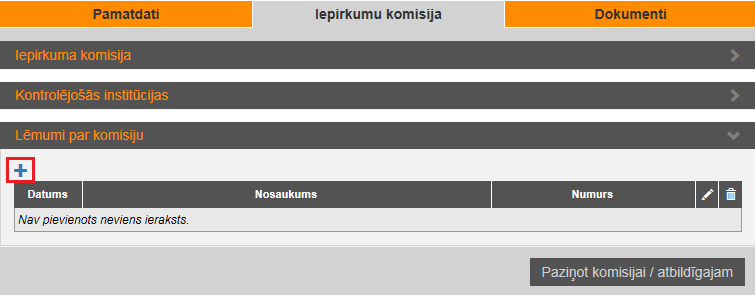 Pamatdati Iepirkumu komisija Dokumenti
Iepirkuma komisija
Kontrolējošās institūcijas
Lēmumi par komisiju
Datums Nosaukums Numurs
Nav pievienots neviens ieraksts.
Paziņot komisijai / atbildīgajam